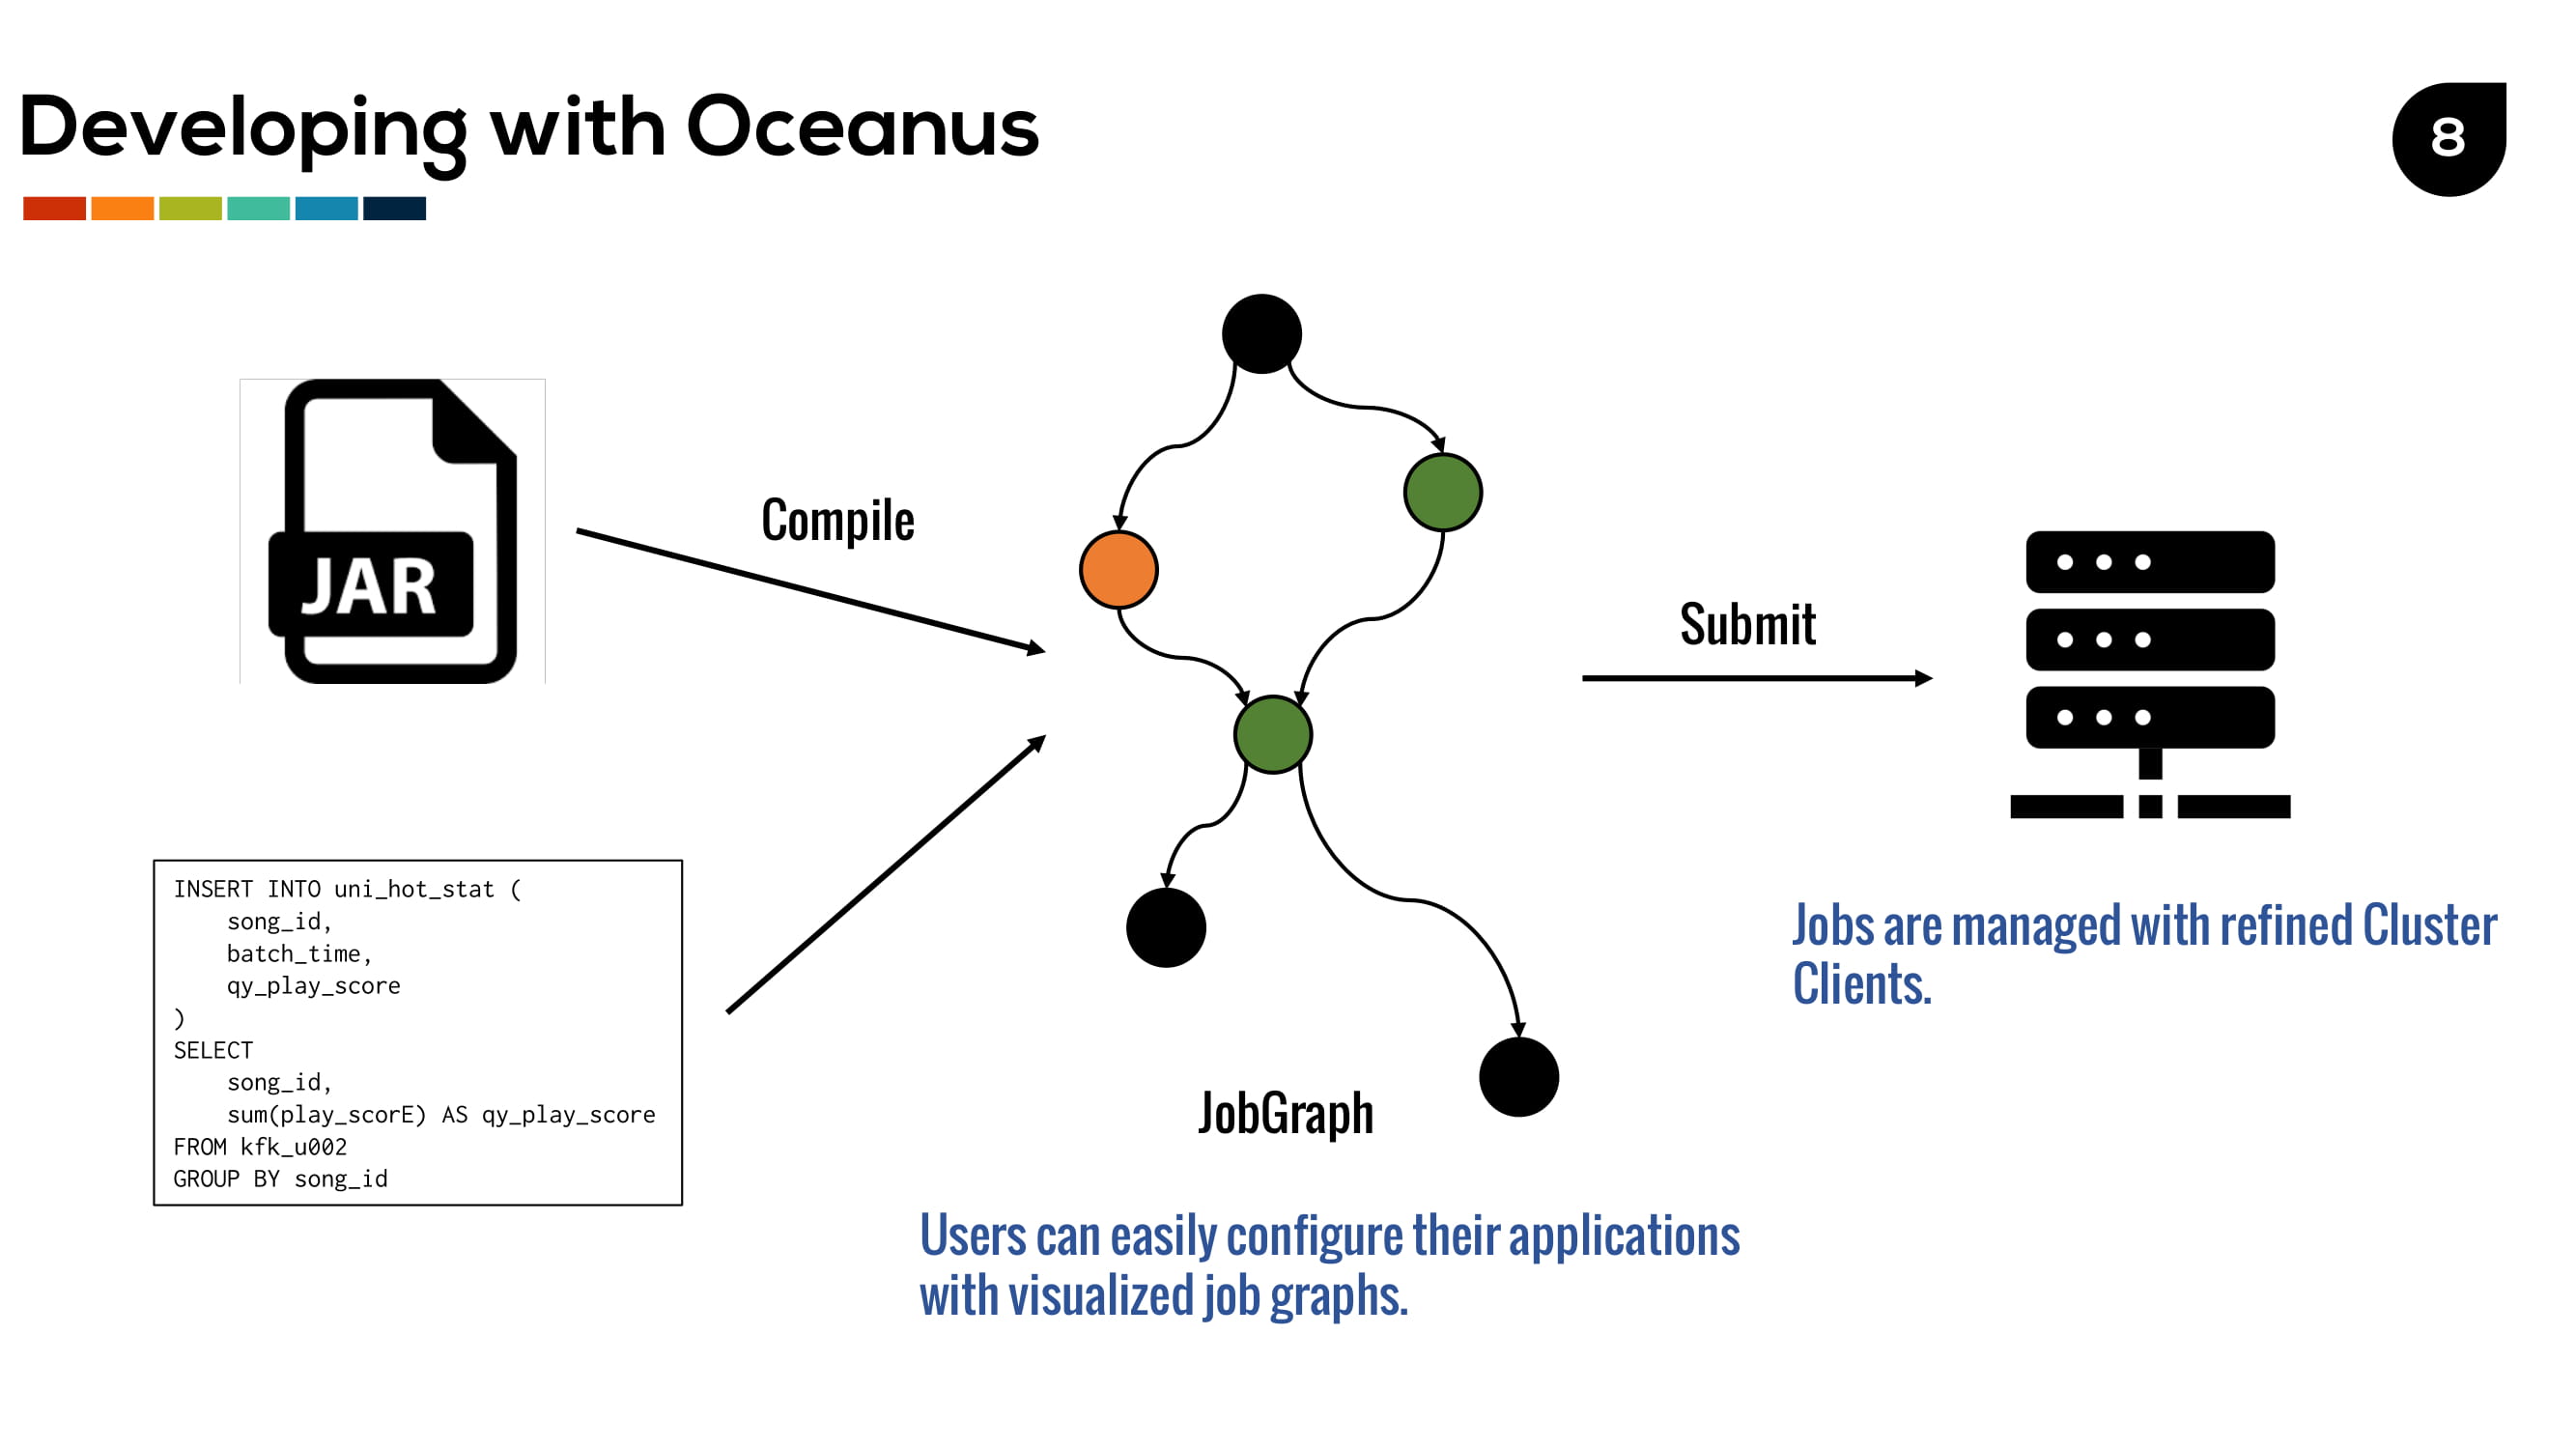 Developing with Oceanus
8
JAR
Compile
Submit
INSERT INTO uni_hot_stat (
    song_id,
    batch_time,
    qy_play_score
)
SELECT
    song_id,
    sum(play_scorE) AS qy_play_score
FROM kfk_u002
GROUP BY song_id
JobGraph
Users can easily configure their applications
with visualized job graphs.
Jobs are managed with refined Cluster
Clients.